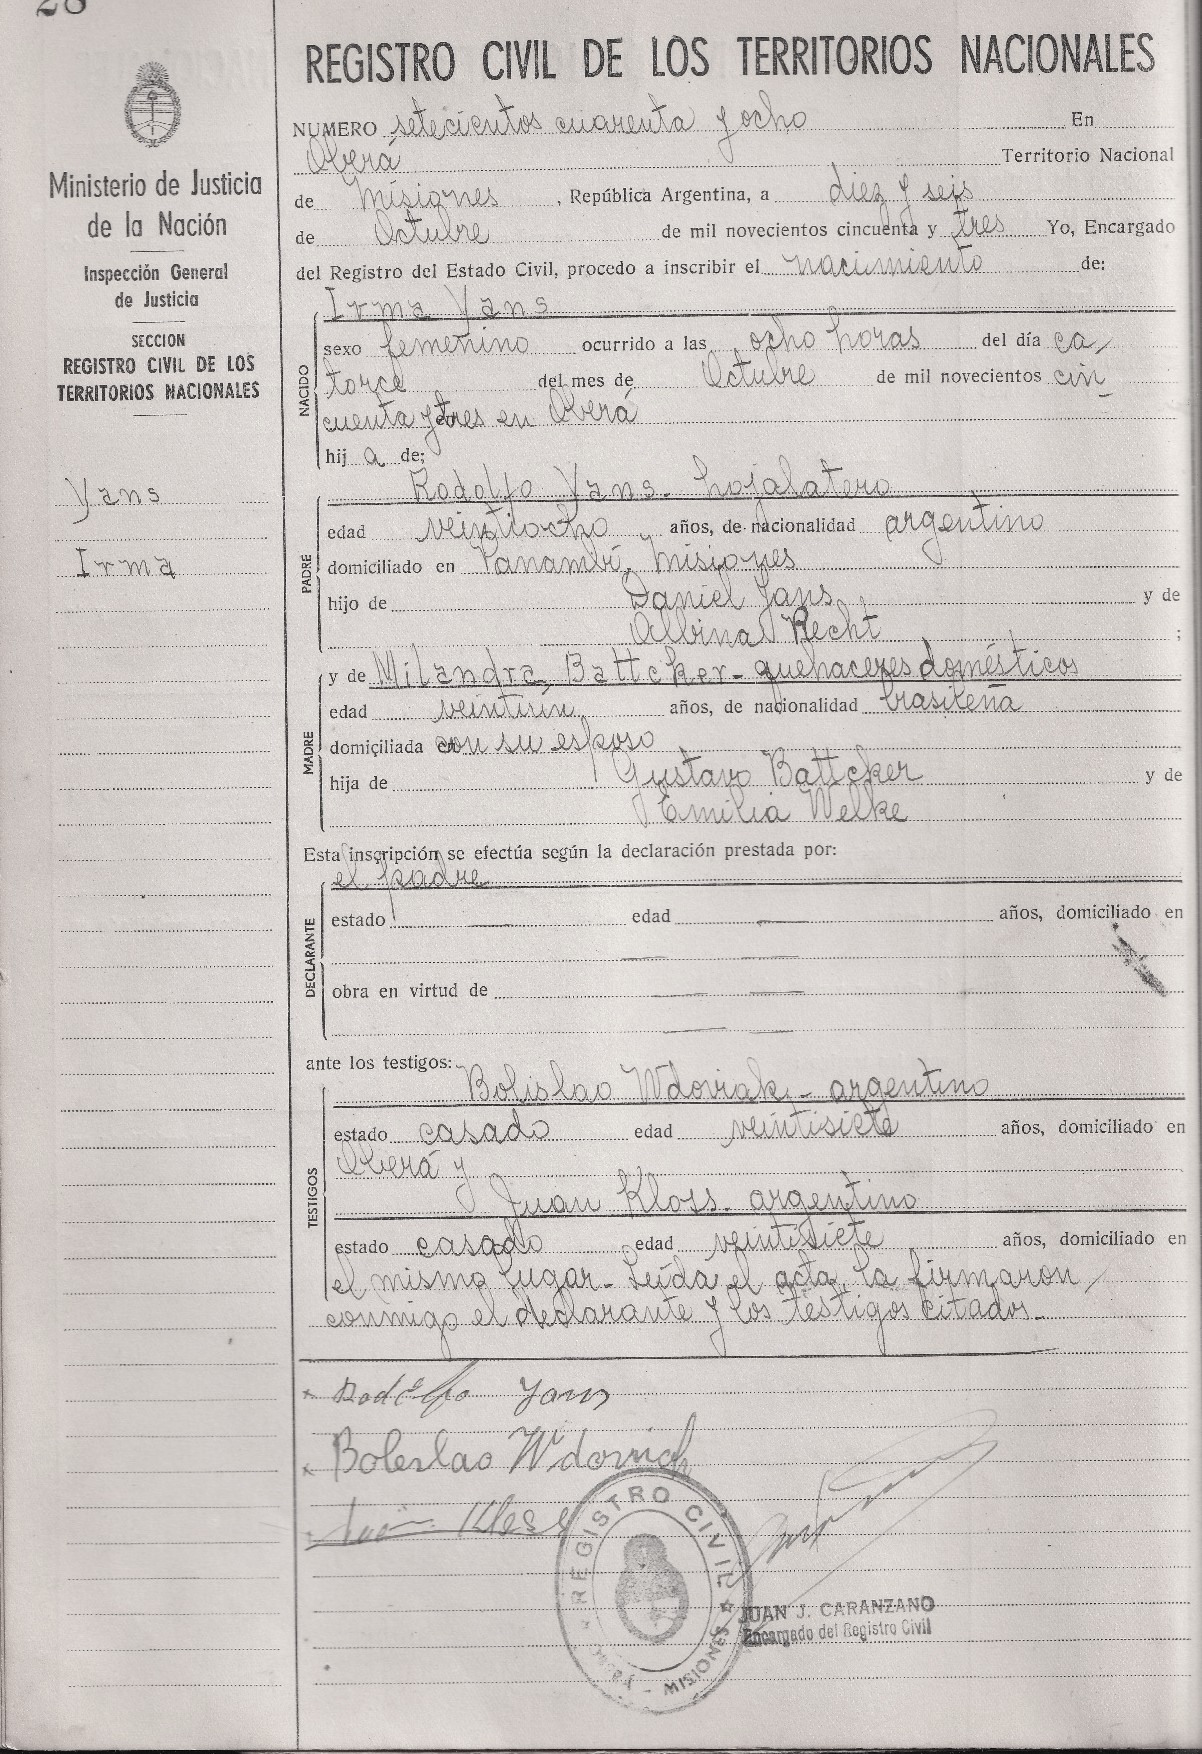 28
REGISTRO CIVIL DE LOS TERRITORIOS NACIONALES
Ministerio de Justicia
de la Nación
Inspección General
de Justicia
SECCION
REGISTRO CIVIL DE LOS
TERRITORIOS NACIONALES
Yans
Irma
NUMERO setecientos cuarenta y ocho En
Oberá Territorio Nacional
de Misiones , República Argentina, a diez y seis
de Octubre de mil novecientos cincuenta y tres Yo, Encargado
del Registro del Estado Civil, procedo a inscribir el nacimiento de:
NACIDO
Irma Yans
sexo femenino ocurrido a las ocho horas del día ca
torce del mes de Octubre de mil novecientos cin
cuenta y tres en Oberá
hij a de;
PADRE
Rodolfo Yans - hojalatero
edad veintiocho años, de nacionalidad argentino
domiciliado en Panambí, Misiones
hijo de Daniel Yans y de
Albina Recht ;
MADRE
y de Milandra Battcker - quehaceres domésticos
edad veintiún años, de nacionalidad brasileña
domiciliada en con su esposo
hija de Gustavo Battcker y de
Emilia Welke
Esta inscripción se efectúa según la declaración prestada por:
DECLARANTE
el padre
estado edad años, domiciliado en
obra en virtud de
ante los testigos:
TESTIGOS
Bolislao Wdoviak - argentino
estado casado edad veintisiete años, domiciliado en
Oberá y
Juan Kloss - argentino
estado casado edad veintisiete años, domiciliado en
el mismo lugar - Leída el acta, la firmaron
conmigo el declarante y los testigos citados -
x Rodolfo Yans
x Boleslao Wdoviak
REGISTRO CIVIL
OBERÁ - MISIONES
JUAN J. CARANZANO
Encargado del Registro Civil